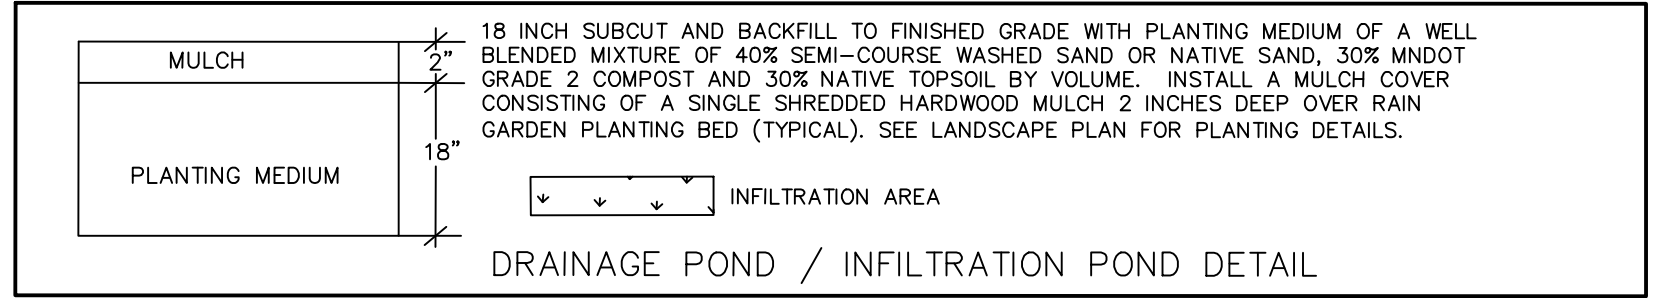 MULCH
2"
PLANTING MEDIUM
18"
18 INCH SUBCUT AND BACKFILL TO FINISHED GRADE WITH PLANTING MEDIUM OF A WELL
BLENDED MIXTURE OF 40% SEMI-COURSE WASHED SAND OR NATIVE SAND, 30% MNDOT
GRADE 2 COMPOST AND 30% NATIVE TOPSOIL BY VOLUME. INSTALL A MULCH COVER
CONSISTING OF A SINGLE SHREDDED HARDWOOD MULCH 2 INCHES DEEP OVER RAIN
GARDEN PLANTING BED (TYPICAL). SEE LANDSCAPE PLAN FOR PLANTING DETAILS.
INFILTRATION AREA
DRAINAGE POND / INFILTRATION POND DETAIL